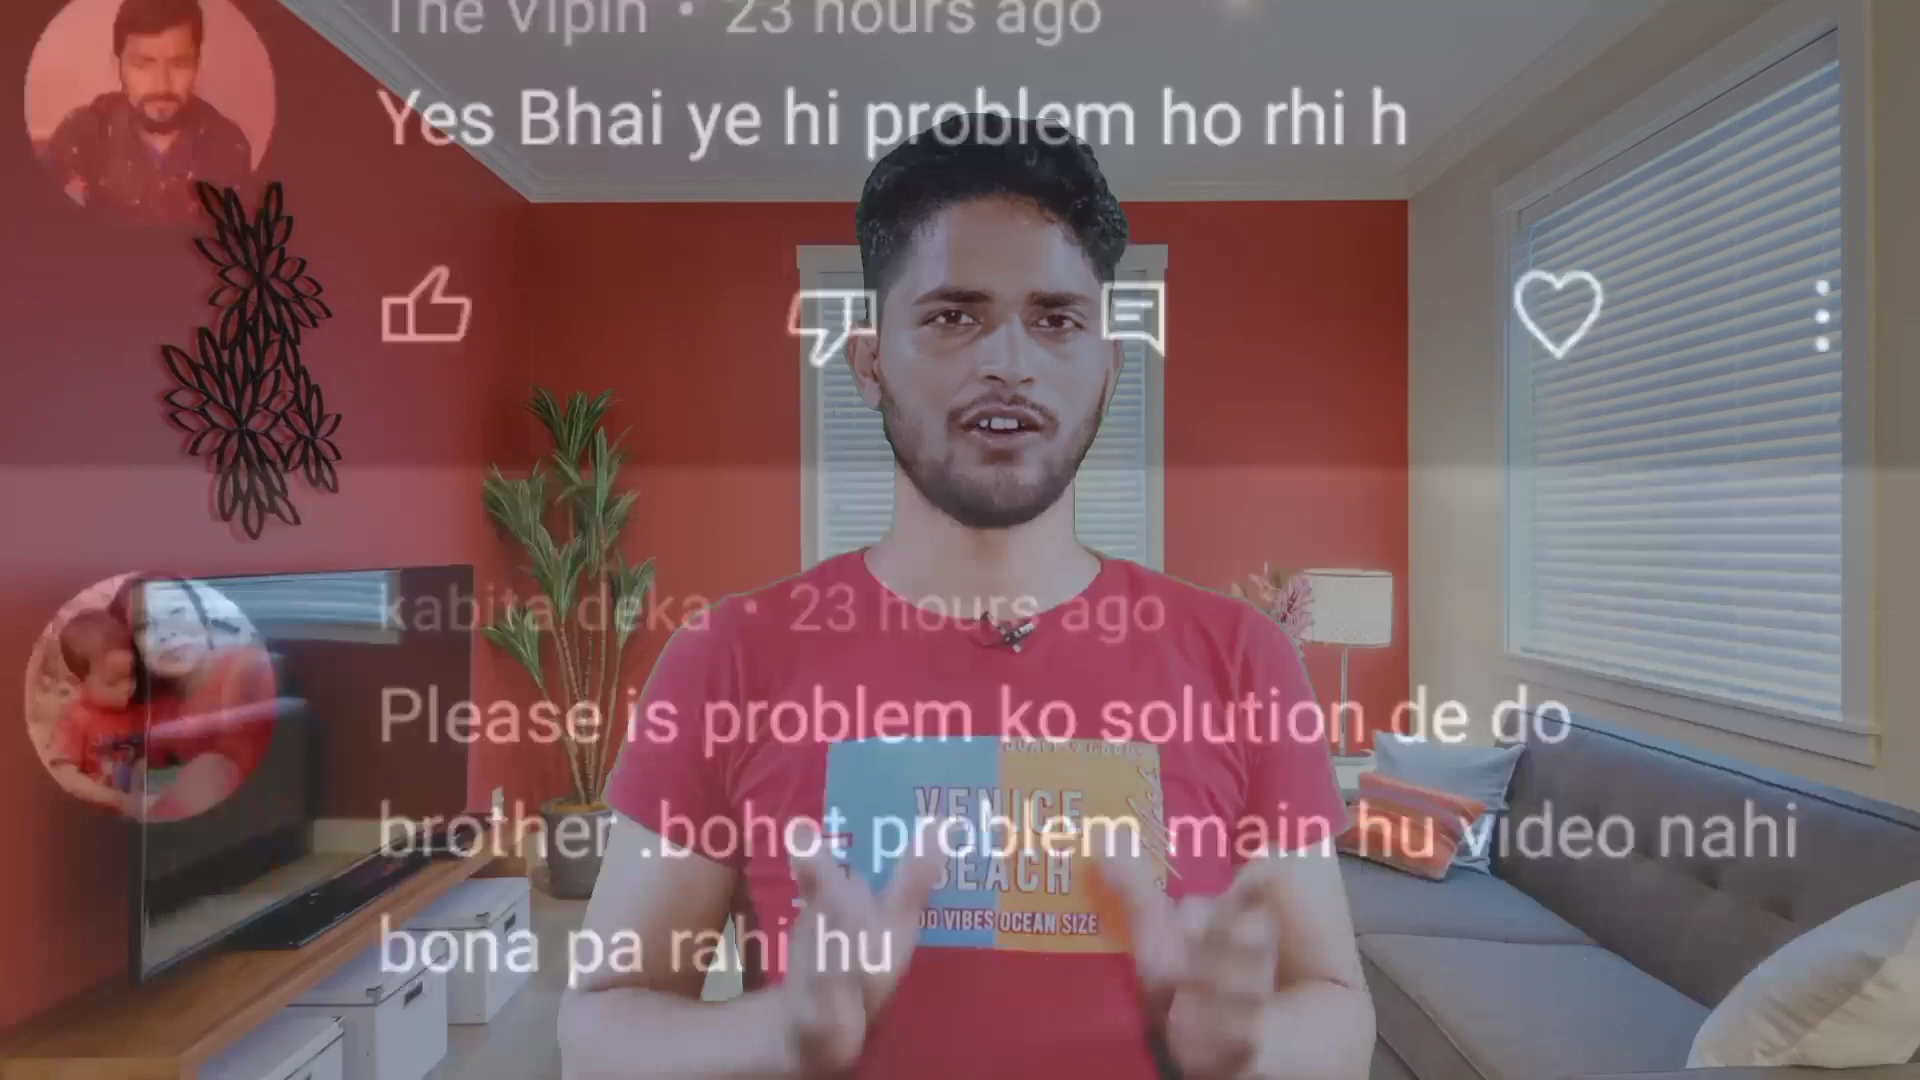 The Vipin • 23 hours ago
Yes Bhai ye hi problem ho rhi h
kabita deka • 23 hours ago
Please is problem ko solution de do
brother .bohot problem main hu video nahi
bona pa rahi hu
VENICE
BEACH
OD VIBES OCEAN SIZE